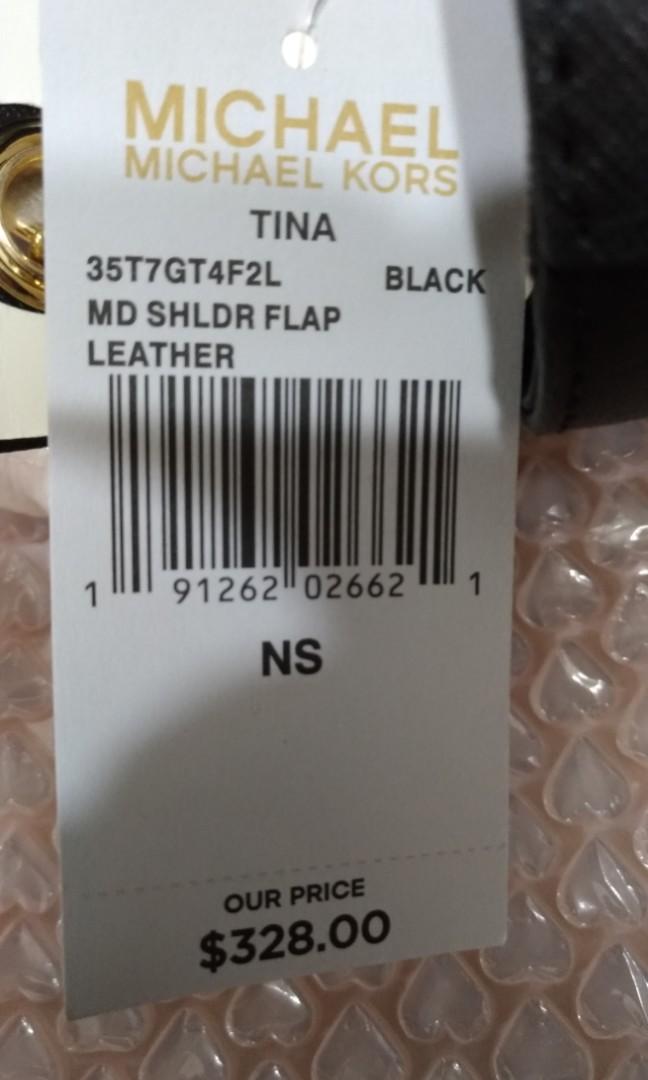 MICHAEL
MICHAEL KORS
TINA
35T7GT4F2L BLACK
MD SHLDR FLAP
LEATHER
1 91262 02662 1
NS
OUR PRICE
$328.00